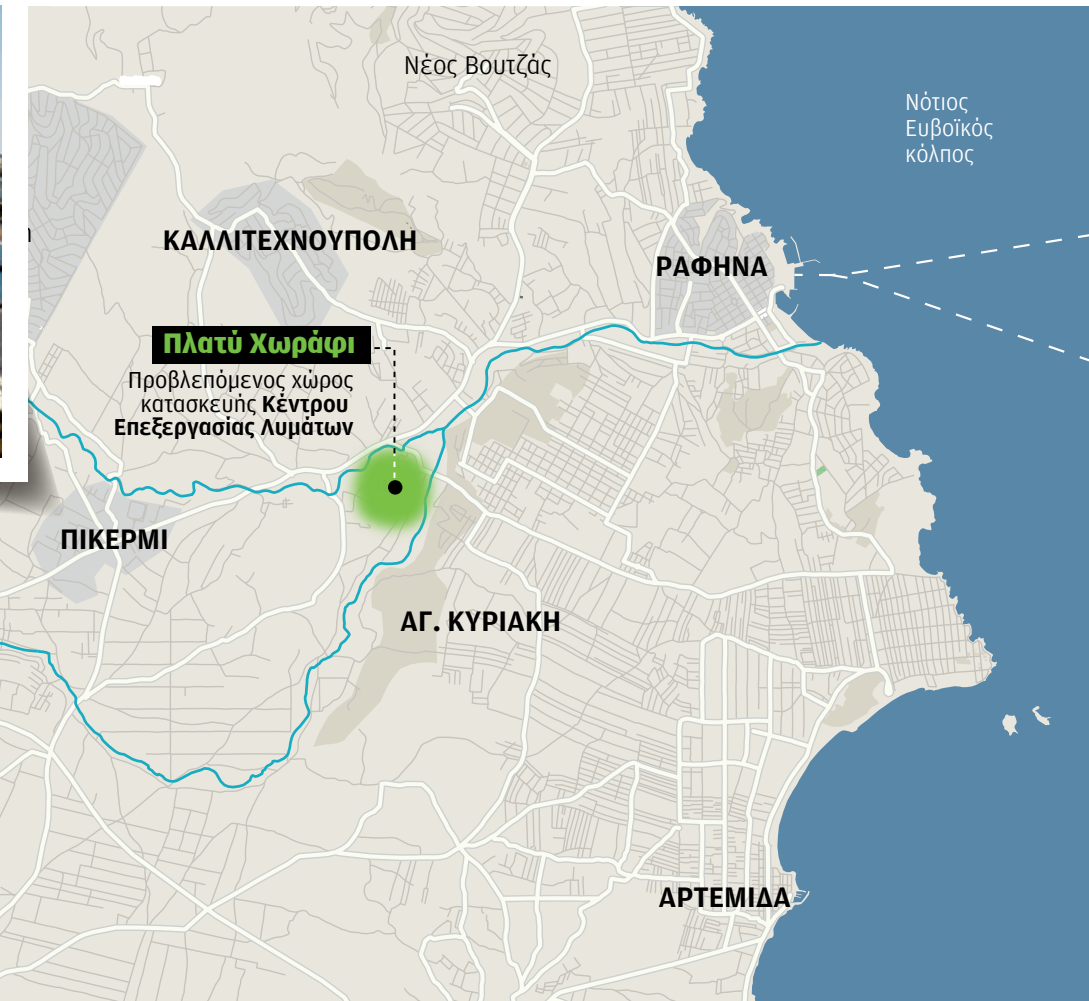 Νέος Βουτζάς
Νότιος
Ευβοϊκός
κόλπος
ΚΑΛΛΙΤΕΧΝΟΥΠΟΛΗ
ΡΑΦΗΝΑ
Πλατύ Χωράφι
Προβλεπόμενος χώρος
κατασκευής Κέντρου
Επεξεργασίας Λυμάτων
ΠΙΚΕΡΜΙ
ΑΓ. ΚΥΡΙΑΚΗ
ΑΡΤΕΜΙΔΑ